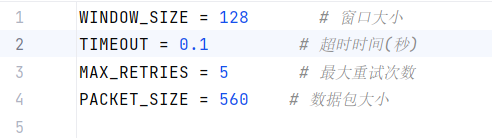 1 WINDOW_SIZE = 128 # 窗口大小
2 TIMEOUT = 0.1 # 超时时间(秒)
3 MAX_RETRIES = 5 # 最大重试次数
4 PACKET_SIZE = 560 # 数据包大小
5